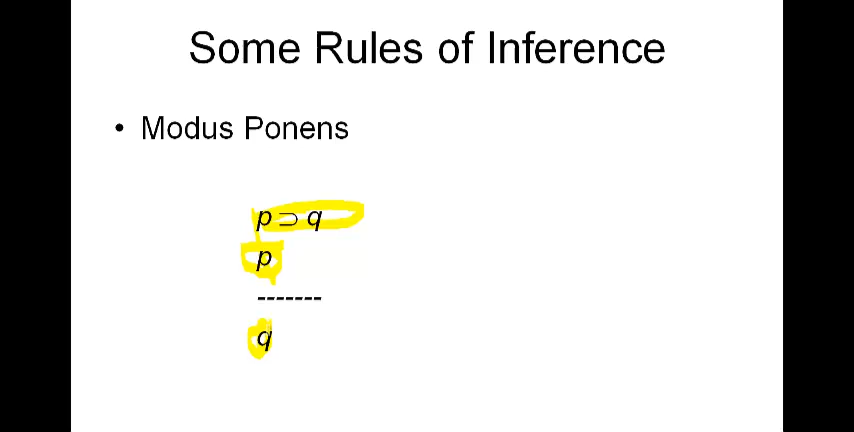 Some Rules of Inference
• Modus Ponens
p ⊃ q
p
-------
q